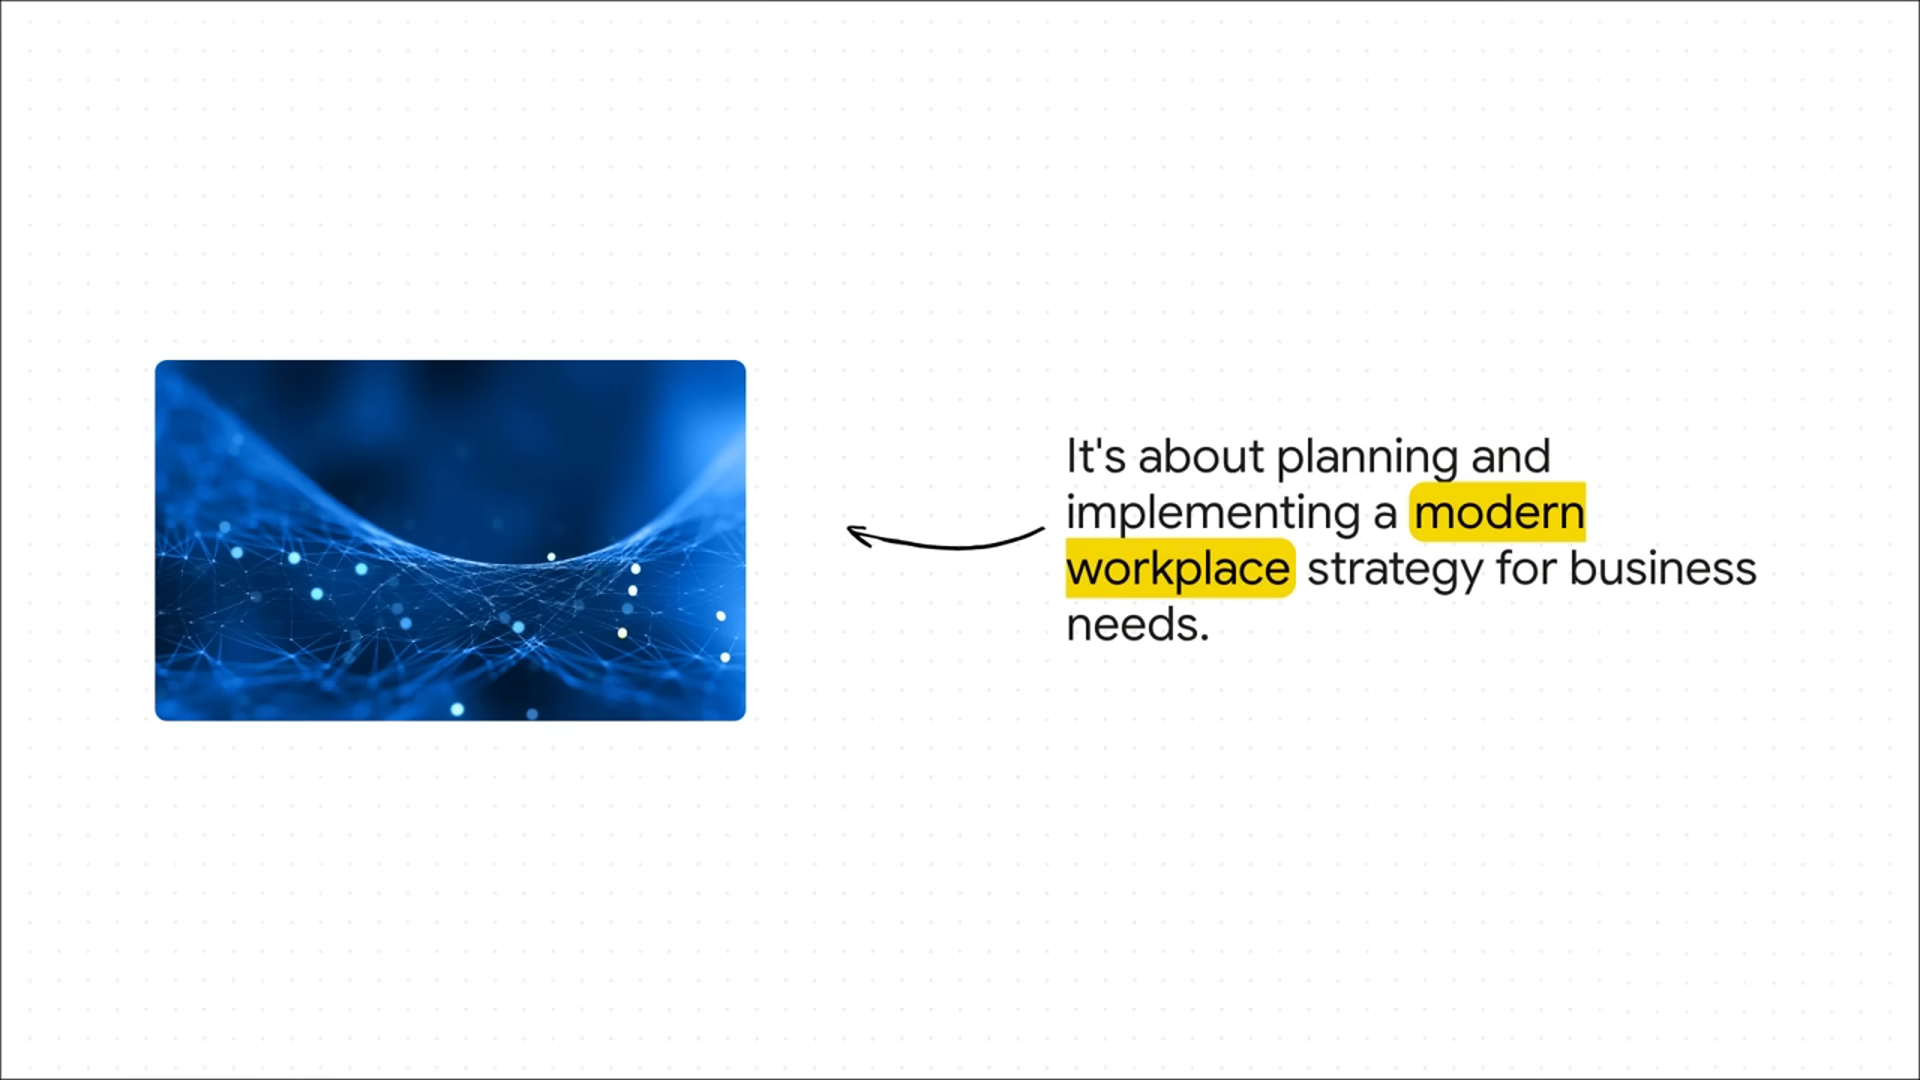 It's about planning and
implementing a modern
workplace strategy for business
needs.